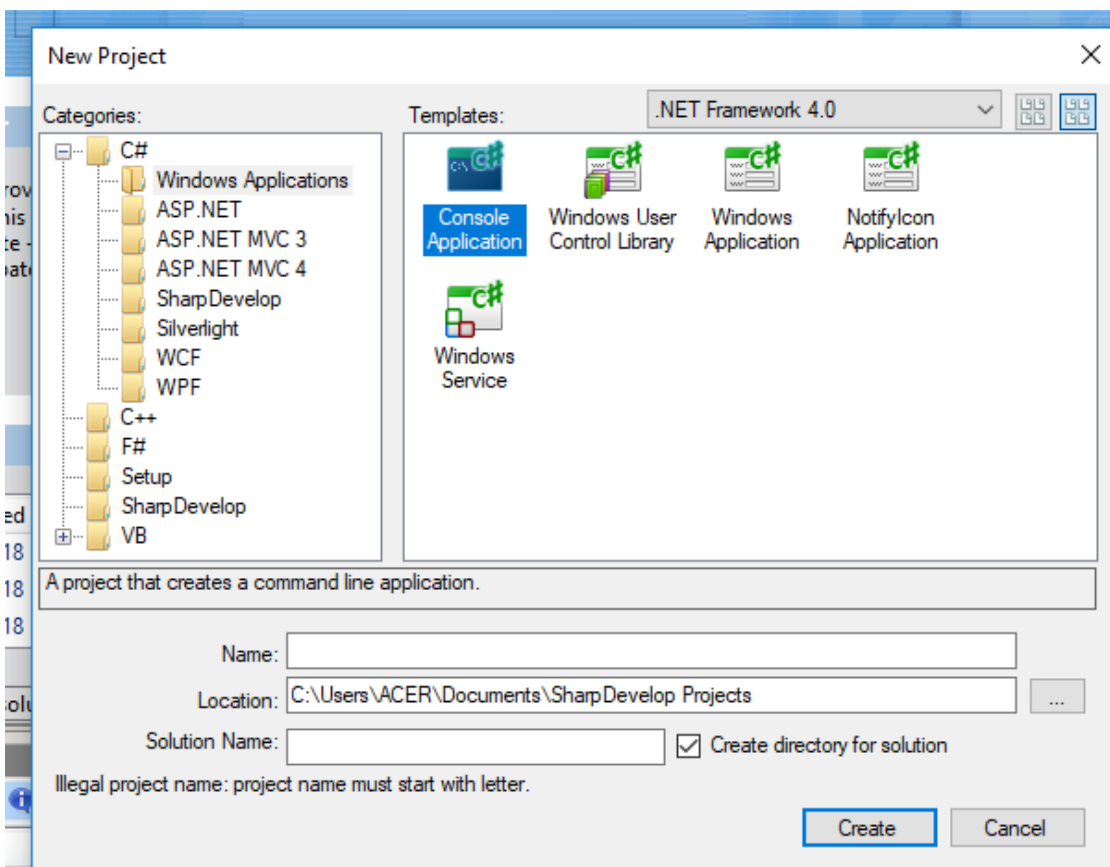 New Project
Categories:
Templates:
.NET Framework 4.0
C#
Windows Applications
ASP.NET
ASP.NET MVC 3
ASP.NET MVC 4
SharpDevelop
Silverlight
WCF
WPF
C++
F#
Setup
SharpDevelop
VB
Console
Application
Windows User
Control Library
Windows
Application
NotifyIcon
Application
Windows
Service
A project that creates a command line application.
Name:
Location: C:\Users\ACER\Documents\SharpDevelop Projects
...
Solution Name:
Create directory for solution
Illegal project name: project name must start with letter.
Create
Cancel
18
18
18